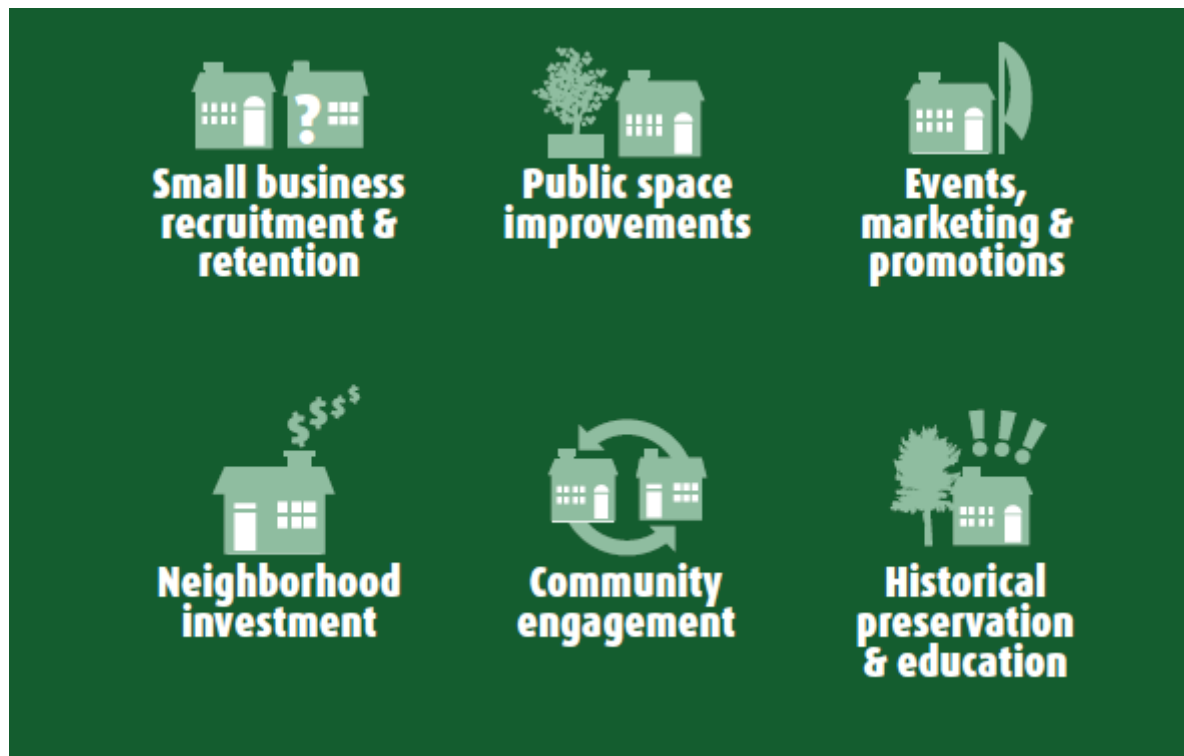 ?
Small business
recruitment &
retention
Public space
improvements
Events,
marketing &
promotions
$$$$
Neighborhood
investment
Community
engagement
!!!
Historical
preservation
& education